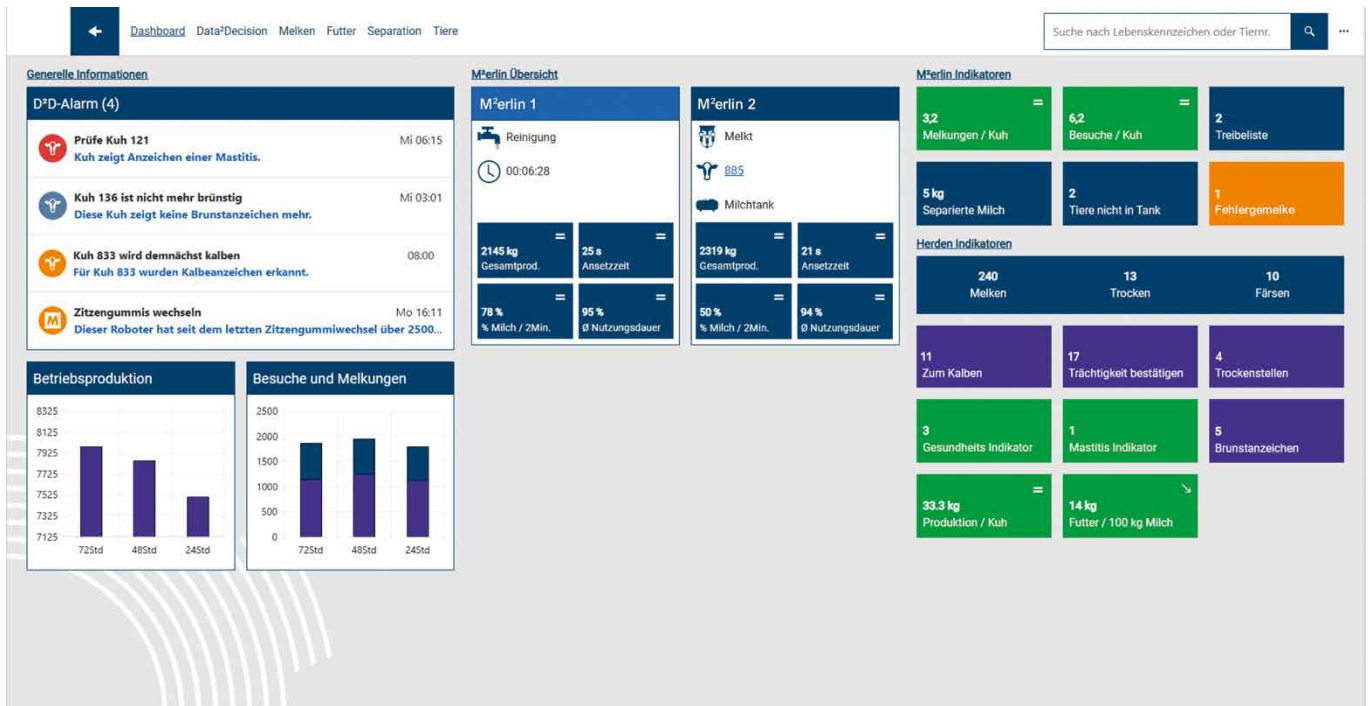 Dashboard Data²Decision Melken Futter Separation Tiere
Suche nach Lebenskennzeichen oder Tiernr.
Generelle Informationen
D²D-Alarm (4)
Prüfe Kuh 121 Mi 06:15
Kuh zeigt Anzeichen einer Mastitis.
Kuh 136 ist nicht mehr brünstig Mi 03:01
Diese Kuh zeigt keine Brunstanzeichen mehr.
Kuh 833 wird demnächst kalben 08:00
Für Kuh 833 wurden Kalbeanzeichen erkannt.
M
Zitzengummis wechseln Mo 16:11
Dieser Roboter hat seit dem letzten Zitzengummiwechsel über 2500...
Betriebsproduktion
8325
8125
7925
7725
7525
7325
7125
72Std 48Std 24Std
Besuche und Melkungen
2500
2000
1500
1000
500
0
72Std 48Std 24Std
M²erlin Übersicht
M²erlin 1
Reinigung
00:06:28
2145 kg
Gesamtprod.
25 s
Ansetzzeit
78 %
% Milch / 2Min.
95 %
Ø Nutzungsdauer
M²erlin 2
Melkt
885
Milchtank
2319 kg
Gesamtprod.
21 s
Ansetzzeit
50 %
% Milch / 2Min.
94 %
Ø Nutzungsdauer
M²erlin Indikatoren
3,2
Melkungen / Kuh
6,2
Besuche / Kuh
2
Treibeliste
5 kg
Separierte Milch
2
Tiere nicht in Tank
1
Fehlergemelke
Herden Indikatoren
240
Melken
13
Trocken
10
Färsen
11
Zum Kalben
17
Trächtigkeit bestätigen
4
Trockenstellen
3
Gesundheits Indikator
1
Mastitis Indikator
5
Brunstanzeichen
33.3 kg
Produktion / Kuh
14 kg
Futter / 100 kg Milch